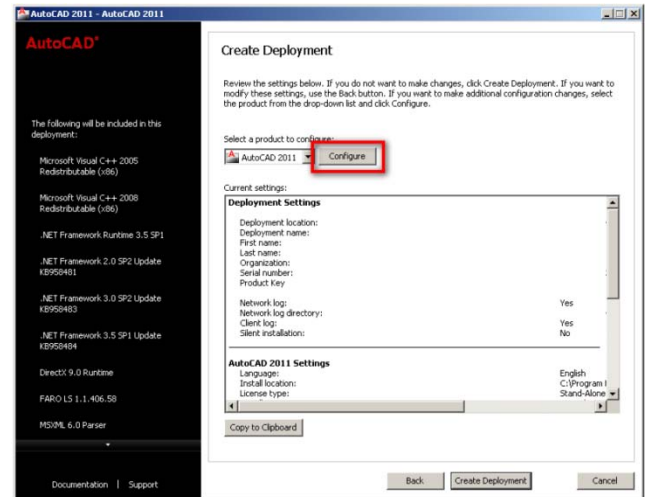 AutoCAD 2011 - AutoCAD 2011
AutoCAD®
The following will be included in this
deployment:
Microsoft Visual C++ 2005
Redistributable (x86)
Microsoft Visual C++ 2008
Redistributable (x86)
.NET Framework Runtime 3.5 SP1
.NET Framework 2.0 SP2 Update
KB958481
.NET Framework 3.0 SP2 Update
KB958483
.NET Framework 3.5 SP1 Update
KB958484
DirectX 9.0 Runtime
FARO LS 1.1.406.58
MSXML 6.0 Parser
Documentation | Support
Create Deployment
Review the settings below. If you do not want to make changes, click Create Deployment. If you want to
modify these settings, use the Back button. If you want to make additional configuration changes, select
the product from the drop-down list and click Configure.
Select a product to configure:
AutoCAD 2011 Configure
Current settings:
Deployment Settings
Deployment location:
Deployment name:
First name:
Last name:
Organization:
Serial number:
Product Key
Network log: Yes
Network log directory:
Client log: Yes
Silent installation: No
AutoCAD 2011 Settings
Language: English
Install location: C:\Program
License type: Stand-Alone
Copy to Clipboard
Back Create Deployment Cancel